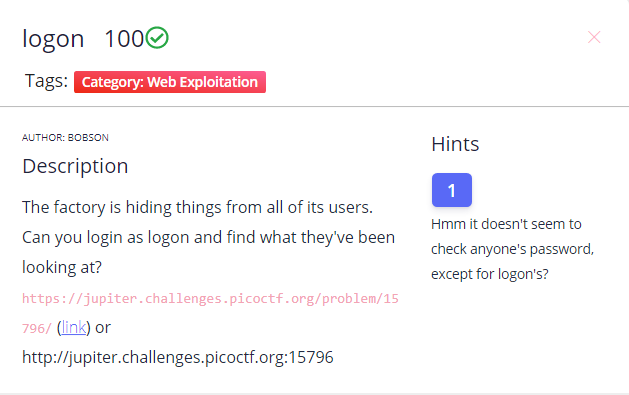 logon 100
Tags: Category: Web Exploitation
AUTHOR: BOBSON
Description
The factory is hiding things from all of its users.
Can you login as logon and find what they've been
looking at?
https://jupiter.challenges.picoctf.org/problem/15
796/ (link) or
http://jupiter.challenges.picoctf.org:15796
Hints
1
Hmm it doesn't seem to
check anyone's password,
except for logon's?